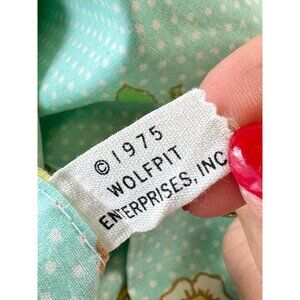 © 1975
WOLFPIT
ENTERPRISES, INC